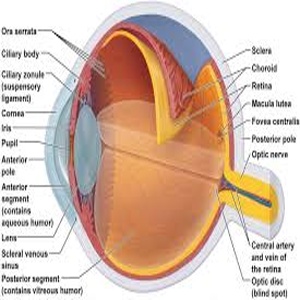 Ora serrata
Ciliary body
Ciliary zonule
(suspensory
ligament)
Cornea
Iris
Pupil
Anterior
pole
Anterior
segment
(contains
aqueous humor)
Lens
Scleral venous
sinus
Posterior segment
(contains vitreous humor)
Sclera
Choroid
Retina
Macula lutea
Fovea centralis
Posterior pole
Optic nerve
Central artery
and vein of
the retina
Optic disc
(blind spot)